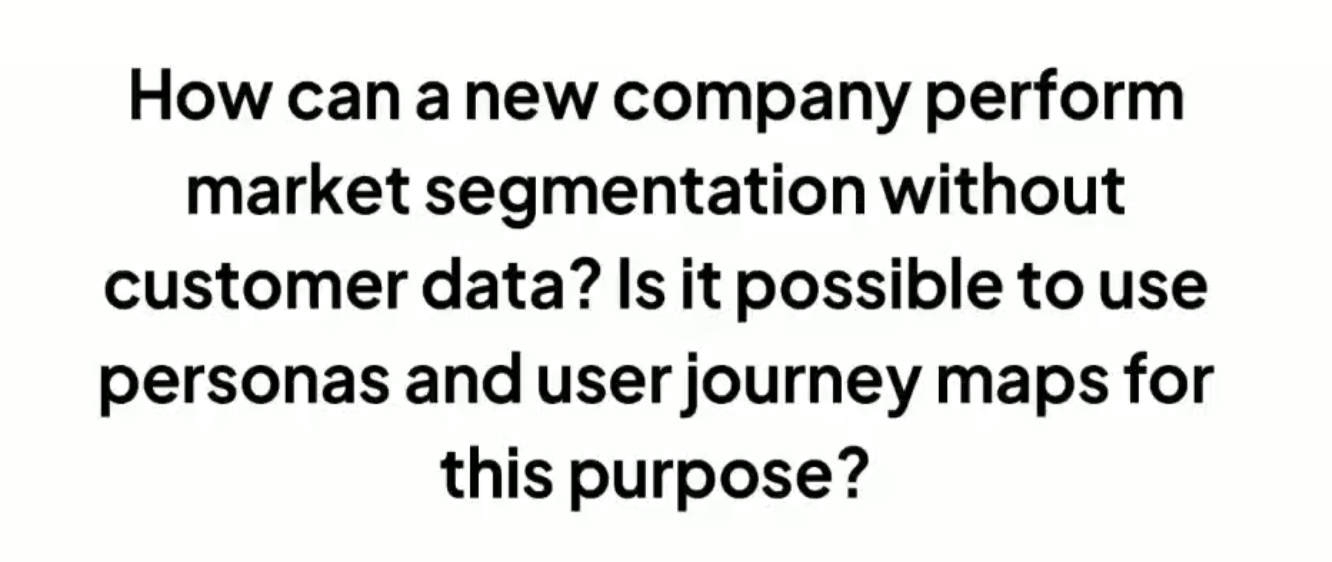 How can a new company perform
market segmentation without
customer data? Is it possible to use
personas and user journey maps for
this purpose?